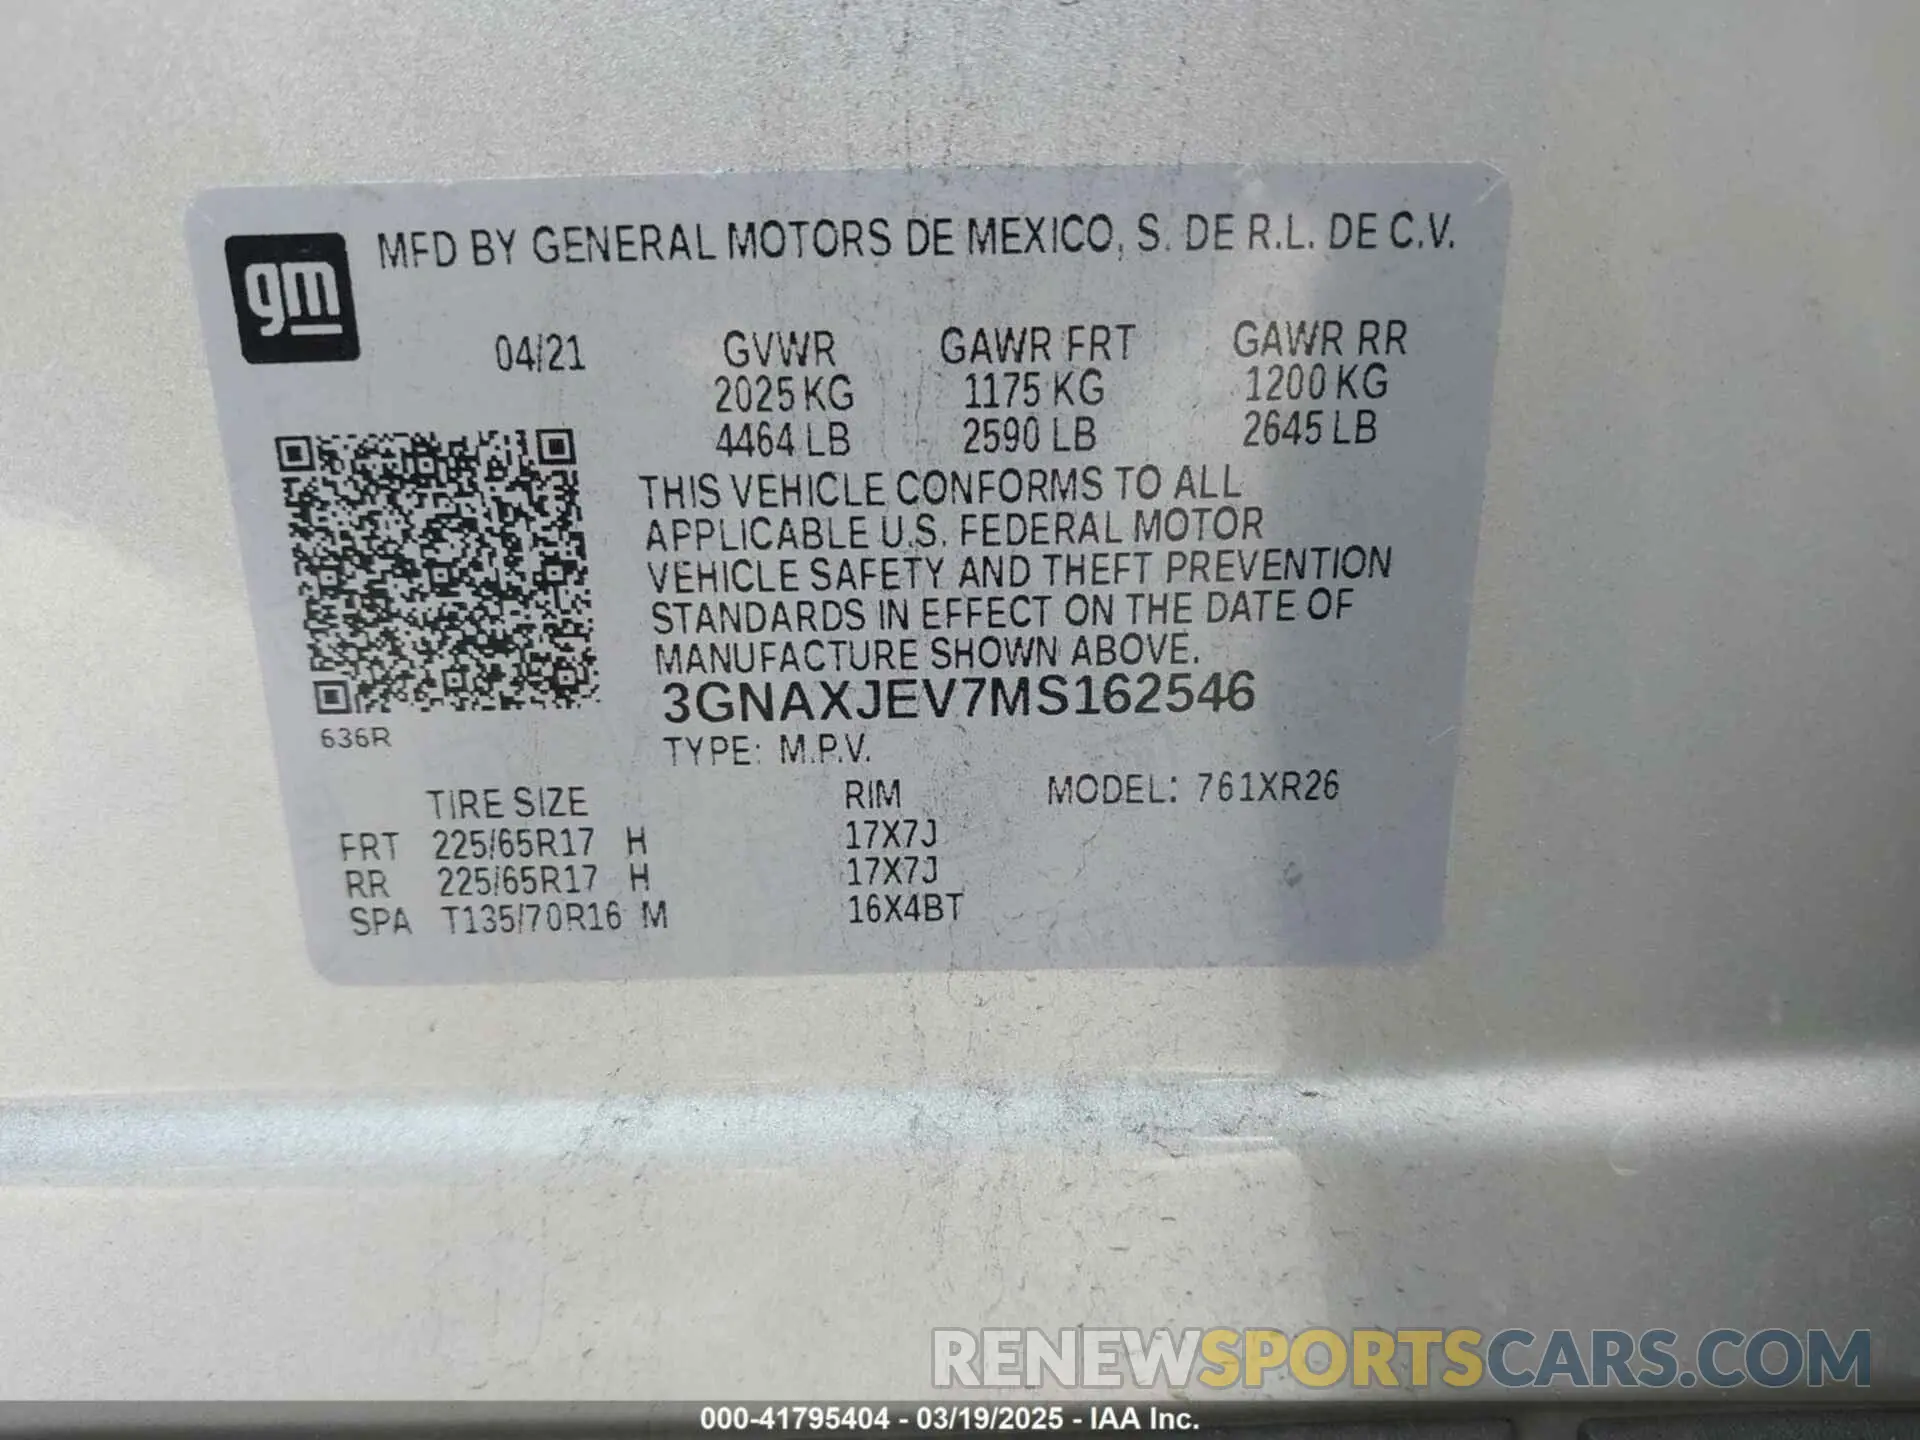 gm
MFD BY GENERAL MOTORS DE MEXICO, S. DE R.L. DE C.V.
04/21 GVWR GAWR FRT GAWR RR
2025 KG 1175 KG 1200 KG
4464 LB 2590 LB 2645 LB
THIS VEHICLE CONFORMS TO ALL
APPLICABLE U.S. FEDERAL MOTOR
VEHICLE SAFETY AND THEFT PREVENTION
STANDARDS IN EFFECT ON THE DATE OF
MANUFACTURE SHOWN ABOVE.
3GNAXJEV7MS162546
636R
TYPE: M.P.V.
TIRE SIZE RIM MODEL: 761XR26
FRT 225/65R17 H 17X7J
RR 225/65R17 H 17X7J
SPA T135/70R16 M 16X4BT
RENEWSPORTSCARS.COM
000-41795404 - 03/19/2025 - IAA Inc.